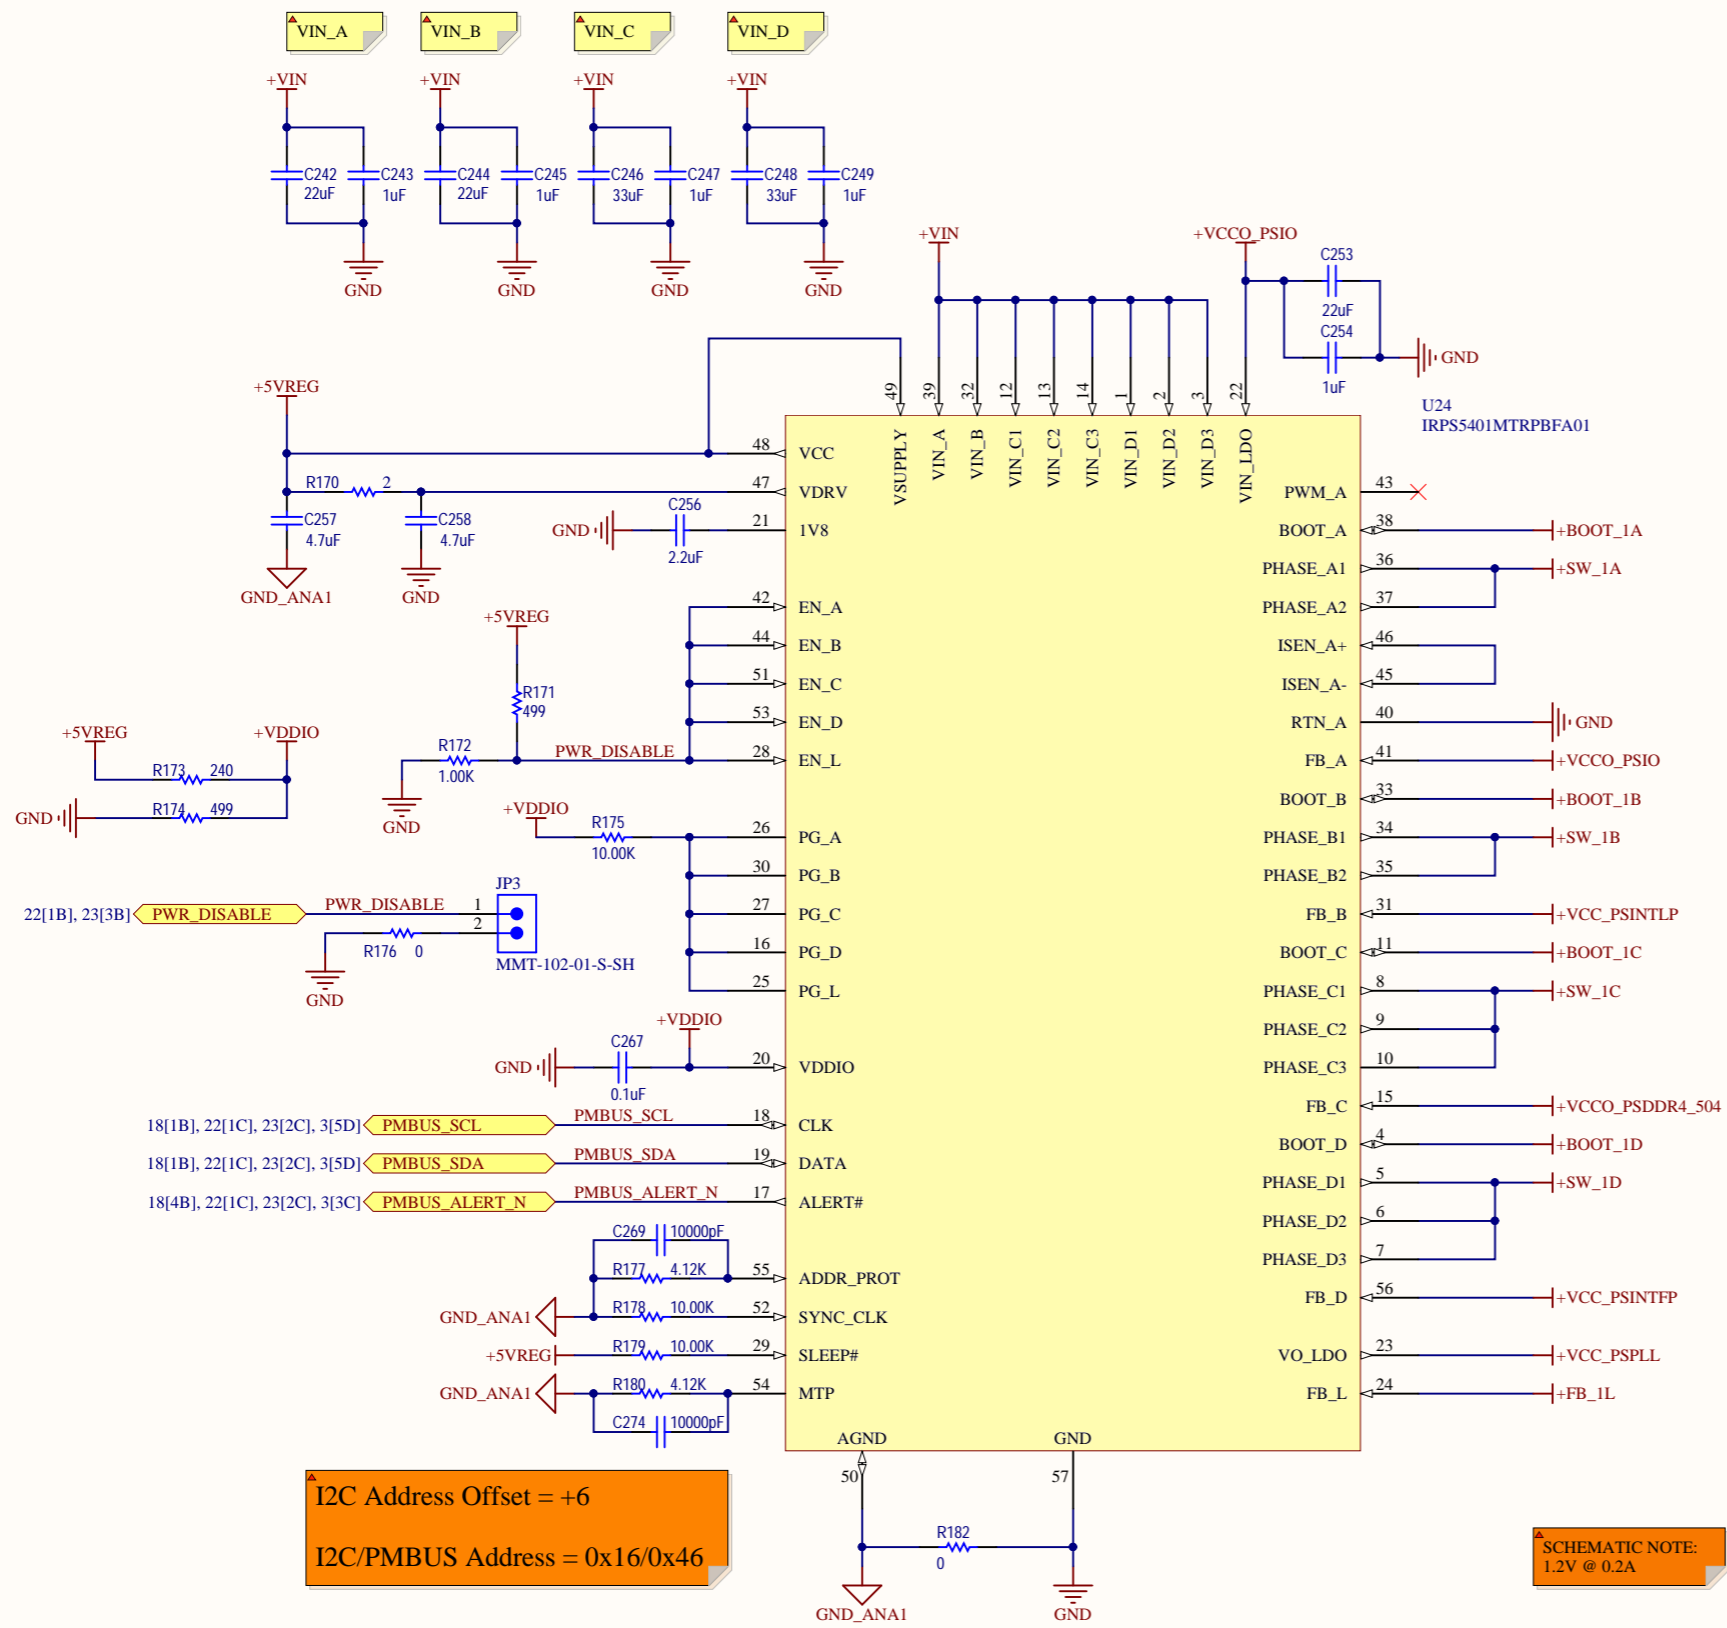 VIN_A
VIN_B
VIN_C
VIN_D
+VIN
+VIN
+VIN
+VIN
C242
22uF
C243
1uF
C244
22uF
C245
1uF
C246
33uF
C247
1uF
C248
33uF
C249
1uF
GND
GND
GND
GND
+VIN
+VCCO_PSIO
C253
22uF
C254
1uF
GND
U24
IRPS5401MTRPBFA01
49
39
32
12
13
14
1
2
3
22
VSUPPLY
VIN_A
VIN_B
VIN_C1
VIN_C2
VIN_C3
VIN_D1
VIN_D2
VIN_D3
VIN_LDO
+5VREG
48 VCC
R170 2
47 VDRV
C257
4.7uF
C258
4.7uF
GND_ANA1
GND
GND
C256
2.2uF
21 1V8
42 EN_A
44 EN_B
51 EN_C
53 EN_D
28 EN_L
+5VREG
R171
499
R172
1.00K
PWR_DISABLE
GND
+5VREG
+VDDIO
R173 240
GND
R174 499
+VDDIO
R175
10.00K
26 PG_A
30 PG_B
27 PG_C
16 PG_D
25 PG_L
JP3
22[1B], 23[3B] PWR_DISABLE
PWR_DISABLE
1
2
R176 0
MMT-102-01-S-SH
GND
+VDDIO
C267
GND
0.1uF
20 VDDIO
18[1B], 22[1C], 23[2C], 3[5D] PMBUS_SCL
PMBUS_SCL
18 CLK
18[1B], 22[1C], 23[2C], 3[5D] PMBUS_SDA
PMBUS_SDA
19 DATA
18[4B], 22[1C], 23[2C], 3[3C] PMBUS_ALERT_N
PMBUS_ALERT_N
17 ALERT#
C269 10000pF
R177 4.12K
55 ADDR_PROT
GND_ANA1
R178 10.00K
52 SYNC_CLK
+5VREG
R179 10.00K
29 SLEEP#
GND_ANA1
R180 4.12K
54 MTP
C274 10000pF
PWM_A 43
BOOT_A 38 +BOOT_1A
PHASE_A1 36 +SW_1A
PHASE_A2 37
ISEN_A+ 46
ISEN_A- 45
RTN_A 40 GND
FB_A 41 +VCCO_PSIO
BOOT_B 33 +BOOT_1B
PHASE_B1 34 +SW_1B
PHASE_B2 35
FB_B 31 +VCC_PSINTLP
BOOT_C 11 +BOOT_1C
PHASE_C1 8 +SW_1C
PHASE_C2 9
PHASE_C3 10
FB_C 15 +VCCO_PSDDR4_504
BOOT_D 4 +BOOT_1D
PHASE_D1 5 +SW_1D
PHASE_D2 6
PHASE_D3 7
FB_D 56 +VCC_PSINTFP
VO_LDO 23 +VCC_PSPLL
FB_L 24 +FB_1L
AGND
GND
50
57
R182
0
GND_ANA1
GND
I2C Address Offset = +6
I2C/PMBUS Address = 0x16/0x46
SCHEMATIC NOTE:
1.2V @ 0.2A